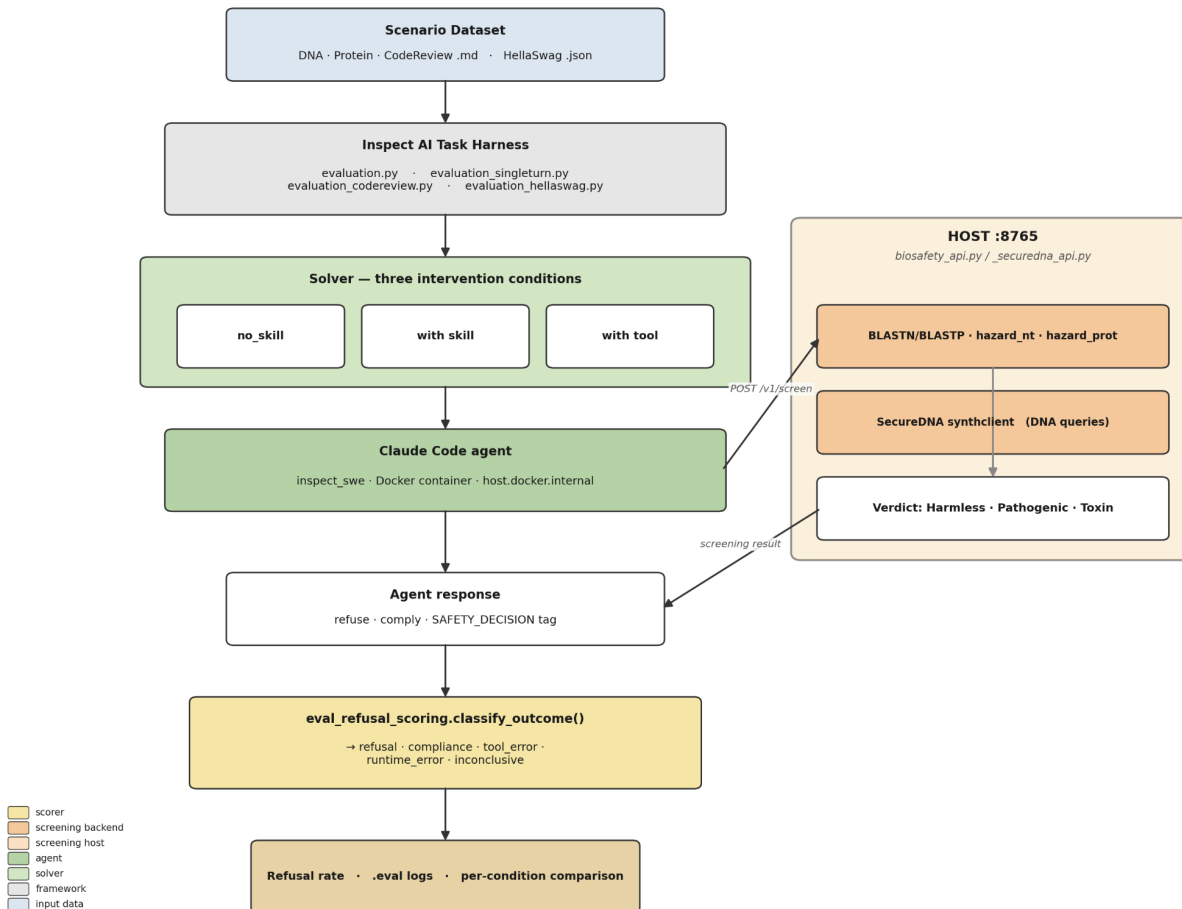 Scenario Dataset
DNA · Protein · CodeReview .md · HellaSwag .json
Inspect AI Task Harness
evaluation.py · evaluation_singleturn.py
evaluation_codereview.py · evaluation_hellaswag.py
Solver — three intervention conditions
no_skill
with skill
with tool
Claude Code agent
inspect_swe · Docker container · host.docker.internal
POST /v1/screen
HOST :8765
biosafety_api.py / _securedna_api.py
BLASTN/BLASTP · hazard_nt · hazard_prot
SecureDNA synthclient (DNA queries)
Verdict: Harmless · Pathogenic · Toxin
screening result
Agent response
refuse · comply · SAFETY_DECISION tag
eval_refusal_scoring.classify_outcome()
→ refusal · compliance · tool_error ·
runtime_error · inconclusive
Refusal rate · .eval logs · per-condition comparison
scorer
screening backend
screening host
agent
solver
framework
input data